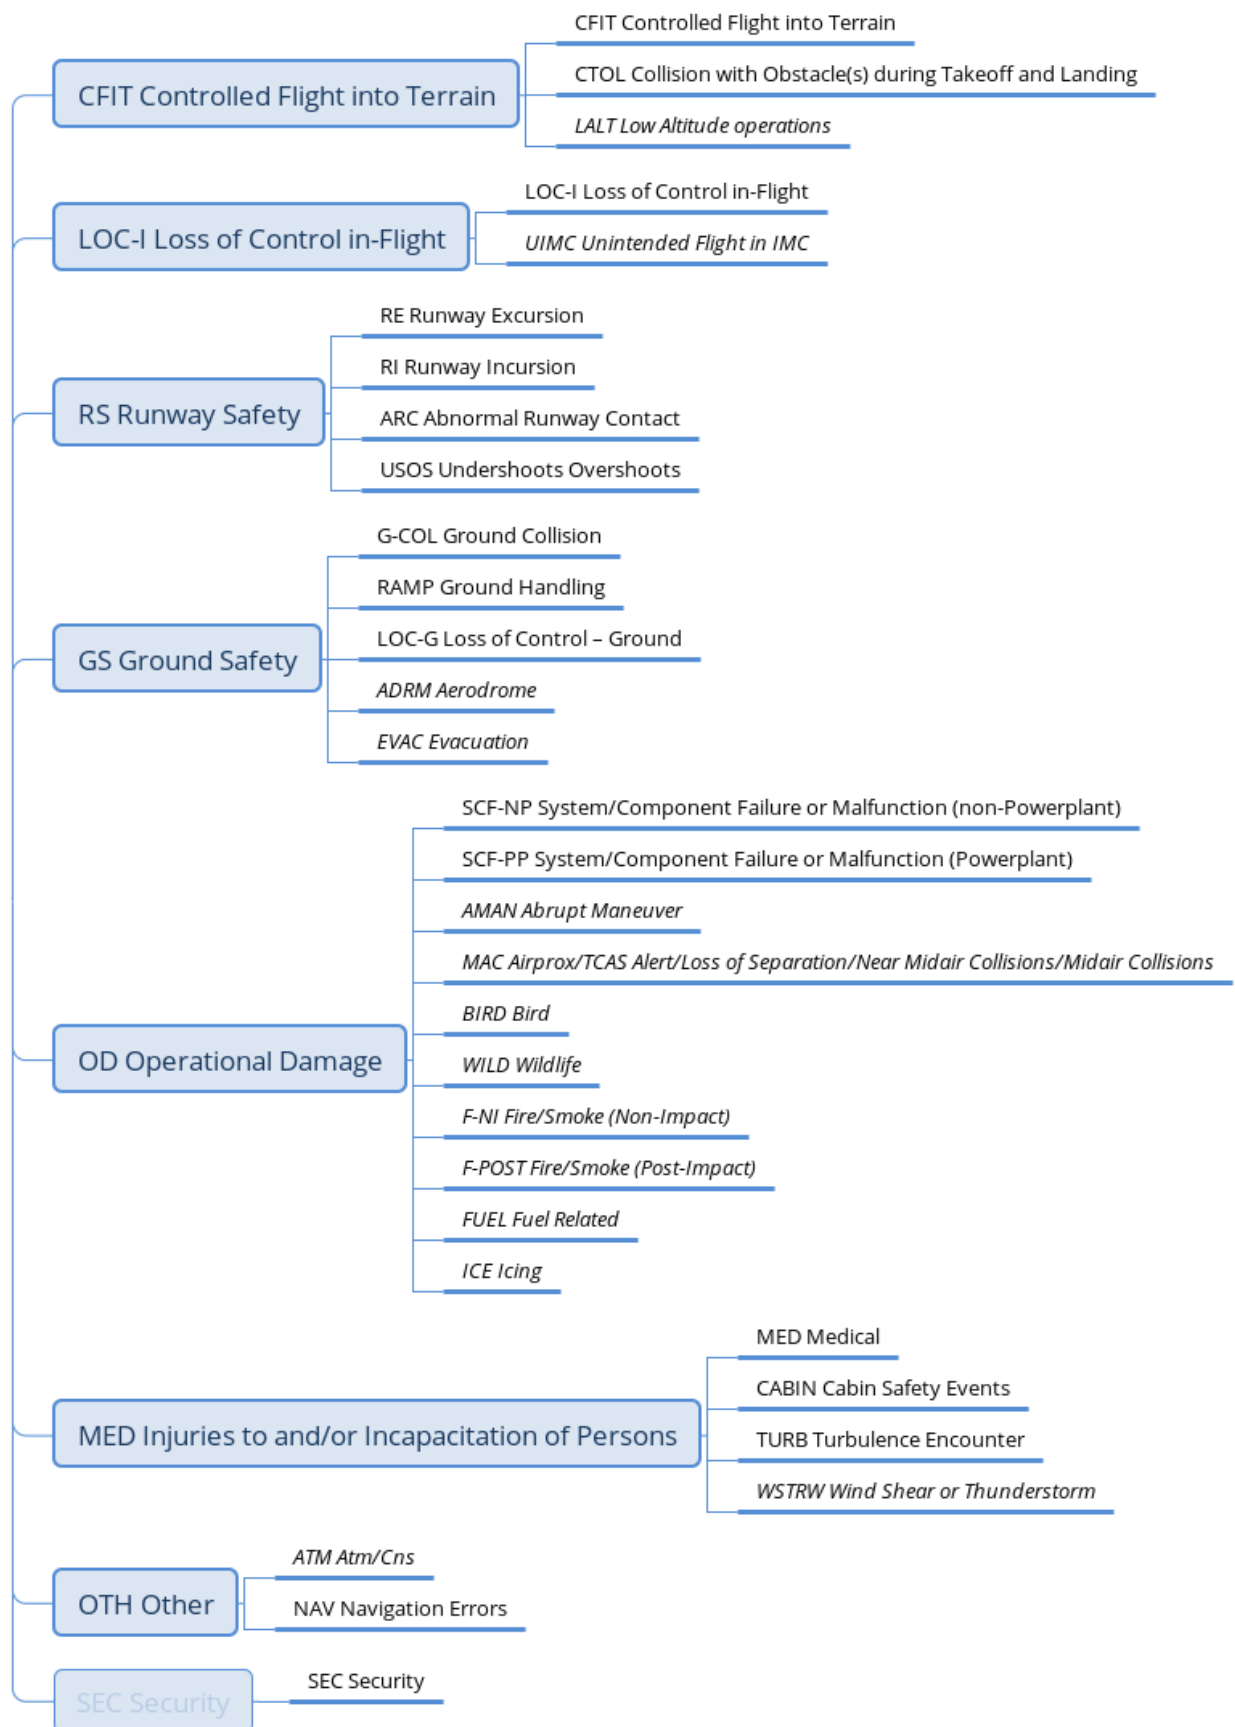 CFIT Controlled Flight into Terrain
CFIT Controlled Flight into Terrain
CTOL Collision with Obstacle(s) during Takeoff and Landing
LALT Low Altitude operations
LOC-I Loss of Control in-Flight
LOC-I Loss of Control in-Flight
UIMC Unintended Flight in IMC
RS Runway Safety
RE Runway Excursion
RI Runway Incursion
ARC Abnormal Runway Contact
USOS Undershoots Overshoots
GS Ground Safety
G-COL Ground Collision
RAMP Ground Handling
LOC-G Loss of Control – Ground
ADRM Aerodrome
EVAC Evacuation
OD Operational Damage
SCF-NP System/Component Failure or Malfunction (non-Powerplant)
SCF-PP System/Component Failure or Malfunction (Powerplant)
AMAN Abrupt Maneuver
MAC Airprox/TCAS Alert/Loss of Separation/Near Midair Collisions/Midair Collisions
BIRD Bird
WILD Wildlife
F-NI Fire/Smoke (Non-Impact)
F-POST Fire/Smoke (Post-Impact)
FUEL Fuel Related
ICE Icing
MED Injuries to and/or Incapacitation of Persons
MED Medical
CABIN Cabin Safety Events
TURB Turbulence Encounter
WSTRW Wind Shear or Thunderstorm
OTH Other
ATM Atm/Cns
NAV Navigation Errors
SEC Security
SEC Security